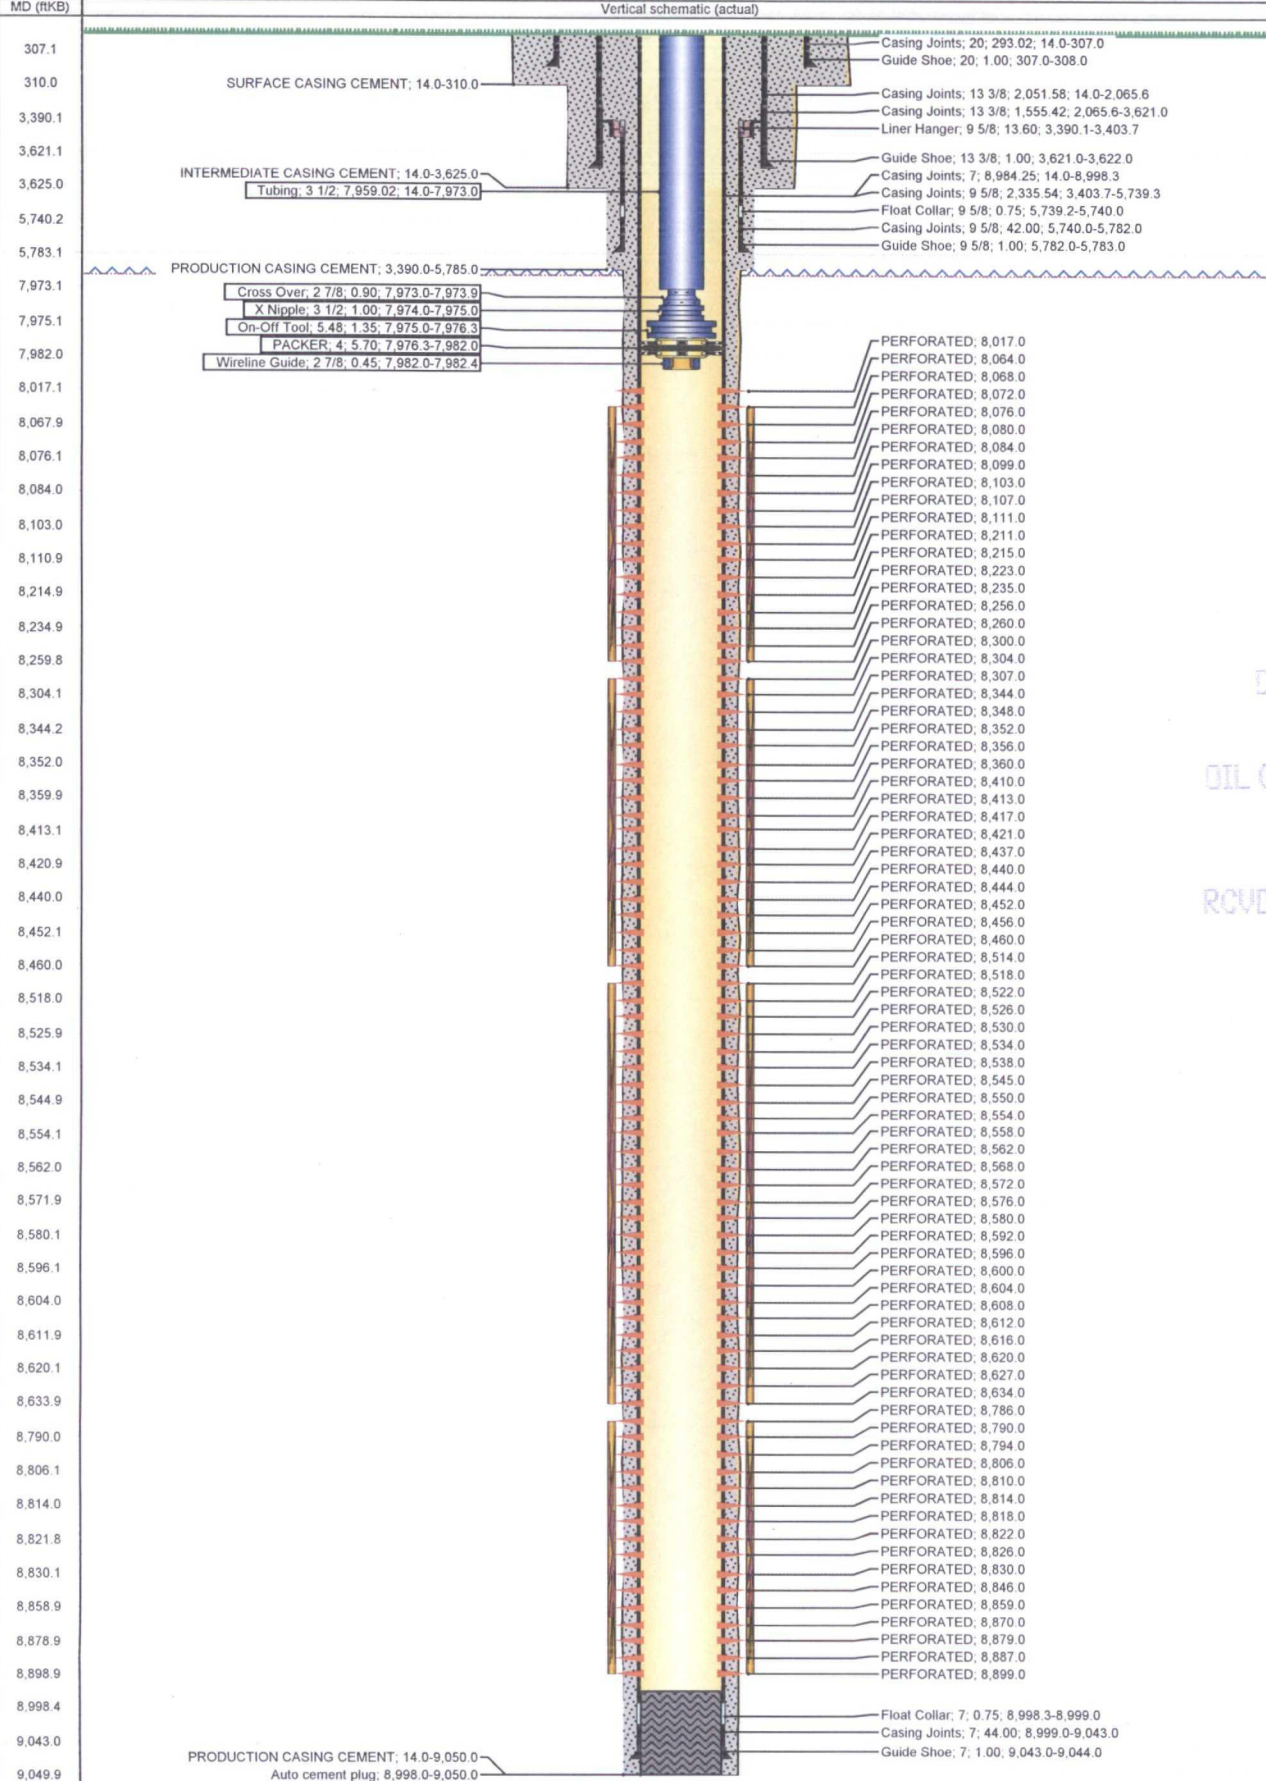 MD (ftKB)
Vertical schematic (actual)
307.1
310.0
3,390.1
3,621.1
3,625.0
5,740.2
5,783.1
7,973.1
7,975.1
7,982.0
8,017.1
8,067.9
8,076.1
8,084.0
8,103.0
8,110.9
8,214.9
8,234.9
8,259.8
8,304.1
8,344.2
8,352.0
8,359.9
8,413.1
8,420.9
8,440.0
8,452.1
8,460.0
8,518.0
8,525.9
8,534.1
8,544.9
8,554.1
8,562.0
8,571.9
8,580.1
8,596.1
8,604.0
8,611.9
8,620.1
8,633.9
8,790.0
8,806.1
8,814.0
8,821.8
8,830.1
8,858.9
8,878.9
8,898.9
8,998.4
9,043.0
9,049.9
SURFACE CASING CEMENT; 14.0-310.0
INTERMEDIATE CASING CEMENT; 14.0-3,625.0
Tubing; 3 1/2; 7,959.02; 14.0-7,973.0
PRODUCTION CASING CEMENT; 3,390.0-5,785.0
Cross Over; 2 7/8; 0.90; 7,973.0-7,973.9
X Nipple; 3 1/2; 1.00; 7,974.0-7,975.0
On-Off Tool; 5.48; 1.35; 7,975.0-7,976.3
PACKER; 4; 5.70; 7,976.3-7,982.0
Wireline Guide; 2 7/8; 0.45; 7,982.0-7,982.4
PRODUCTION CASING CEMENT; 14.0-9,050.0
Auto cement plug; 8,998.0-9,050.0
Casing Joints; 20; 293.02; 14.0-307.0
Guide Shoe; 20; 1.00; 307.0-308.0
Casing Joints; 13 3/8; 2,051.58; 14.0-2,065.6
Casing Joints; 13 3/8; 1,555.42; 2,065.6-3,621.0
Liner Hanger; 9 5/8; 13.60; 3,390.1-3,403.7
Guide Shoe; 13 3/8; 1.00; 3,621.0-3,622.0
Casing Joints; 7; 8,984.25; 14.0-8,998.3
Casing Joints; 9 5/8; 2,335.54; 3,403.7-5,739.3
Float Collar; 9 5/8; 0.75; 5,739.2-5,740.0
Casing Joints; 9 5/8; 42.00; 5,740.0-5,782.0
Guide Shoe; 9 5/8; 1.00; 5,782.0-5,783.0
PERFORATED; 8,017.0
PERFORATED; 8,064.0
PERFORATED; 8,068.0
PERFORATED; 8,072.0
PERFORATED; 8,076.0
PERFORATED; 8,080.0
PERFORATED; 8,084.0
PERFORATED; 8,099.0
PERFORATED; 8,103.0
PERFORATED; 8,107.0
PERFORATED; 8,111.0
PERFORATED; 8,211.0
PERFORATED; 8,215.0
PERFORATED; 8,223.0
PERFORATED; 8,235.0
PERFORATED; 8,256.0
PERFORATED; 8,260.0
PERFORATED; 8,300.0
PERFORATED; 8,304.0
PERFORATED; 8,307.0
PERFORATED; 8,344.0
PERFORATED; 8,348.0
PERFORATED; 8,352.0
PERFORATED; 8,356.0
PERFORATED; 8,360.0
PERFORATED; 8,410.0
PERFORATED; 8,413.0
PERFORATED; 8,417.0
PERFORATED; 8,421.0
PERFORATED; 8,437.0
PERFORATED; 8,440.0
PERFORATED; 8,444.0
PERFORATED; 8,452.0
PERFORATED; 8,456.0
PERFORATED; 8,460.0
PERFORATED; 8,514.0
PERFORATED; 8,518.0
PERFORATED; 8,522.0
PERFORATED; 8,526.0
PERFORATED; 8,530.0
PERFORATED; 8,534.0
PERFORATED; 8,538.0
PERFORATED; 8,545.0
PERFORATED; 8,550.0
PERFORATED; 8,554.0
PERFORATED; 8,558.0
PERFORATED; 8,562.0
PERFORATED; 8,568.0
PERFORATED; 8,572.0
PERFORATED; 8,576.0
PERFORATED; 8,580.0
PERFORATED; 8,592.0
PERFORATED; 8,596.0
PERFORATED; 8,600.0
PERFORATED; 8,604.0
PERFORATED; 8,608.0
PERFORATED; 8,612.0
PERFORATED; 8,616.0
PERFORATED; 8,620.0
PERFORATED; 8,627.0
PERFORATED; 8,634.0
PERFORATED; 8,786.0
PERFORATED; 8,790.0
PERFORATED; 8,794.0
PERFORATED; 8,806.0
PERFORATED; 8,810.0
PERFORATED; 8,814.0
PERFORATED; 8,818.0
PERFORATED; 8,822.0
PERFORATED; 8,826.0
PERFORATED; 8,830.0
PERFORATED; 8,846.0
PERFORATED; 8,859.0
PERFORATED; 8,870.0
PERFORATED; 8,879.0
PERFORATED; 8,887.0
PERFORATED; 8,899.0
Float Collar; 7; 0.75; 8,998.3-8,999.0
Casing Joints; 7; 44.00; 8,999.0-9,043.0
Guide Shoe; 7; 1.00; 9,043.0-9,044.0
OIL
RCVD